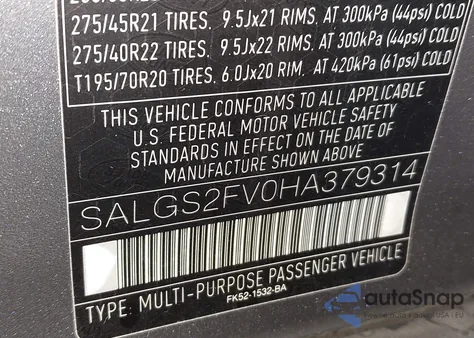 275/45R21 TIRES, 9.5Jx21 RIMS, AT 300kPa (44psi) COLD
275/40R22 TIRES, 9.5Jx22 RIMS, AT 300kPa (44psi) COLD
T195/70R20 TIRES, 6.0Jx20 RIM, AT 420kPa (61psi) COLD
THIS VEHICLE CONFORMS TO ALL APPLICABLE
U.S. FEDERAL MOTOR VEHICLE SAFETY
STANDARDS IN EFFECT ON THE DATE OF
MANUFACTURE SHOWN ABOVE
SALGS2FV0HA379314
TYPE: MULTI-PURPOSE PASSENGER VEHICLE
FK52-1532-BA
autoSnap